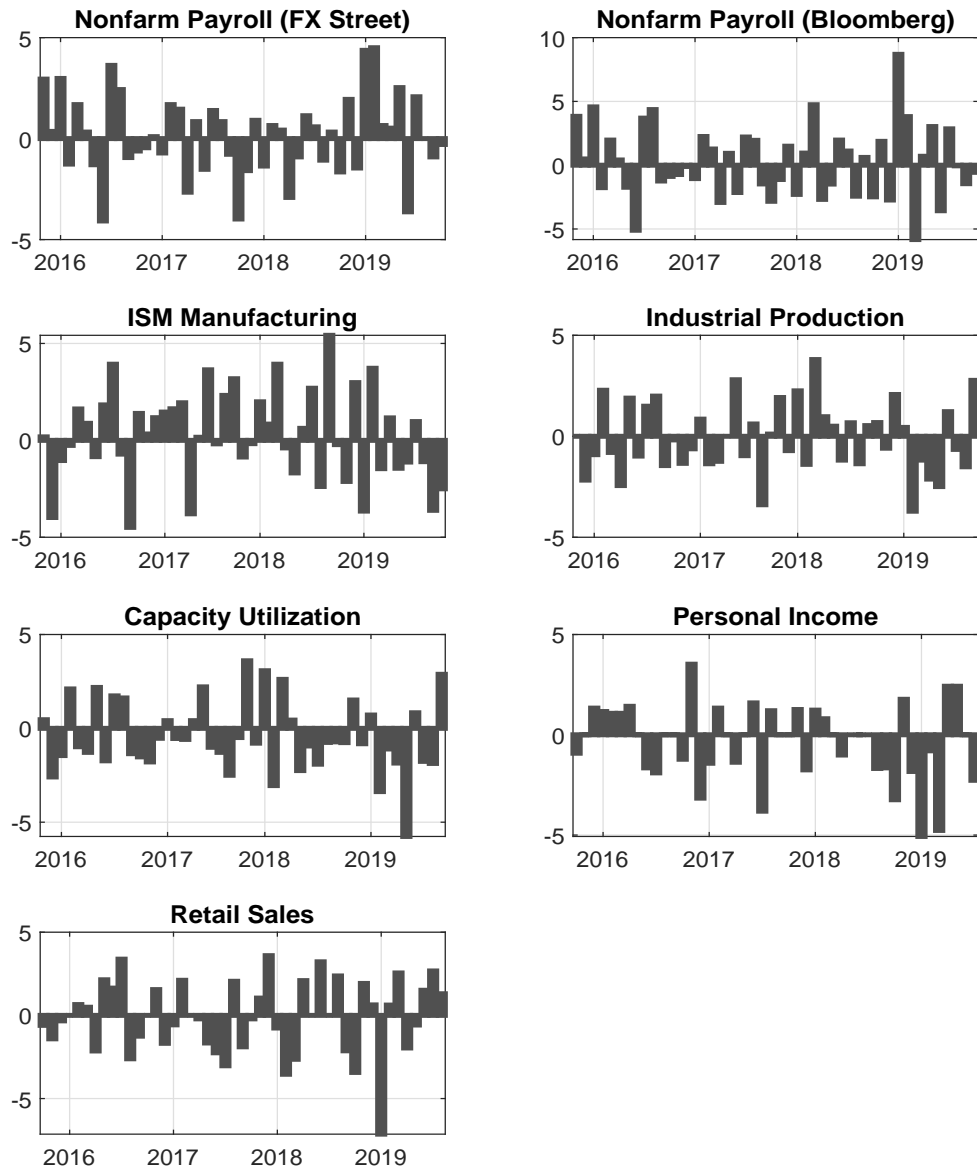 Nonfarm Payroll (FX Street)
5
0
-5
2016 2017 2018 2019
Nonfarm Payroll (Bloomberg)
10
5
0
-5
2016 2017 2018 2019
ISM Manufacturing
5
0
-5
2016 2017 2018 2019
Industrial Production
5
0
-5
2016 2017 2018 2019
Capacity Utilization
5
0
-5
2016 2017 2018 2019
Personal Income
5
0
-5
2016 2017 2018 2019
Retail Sales
5
0
-5
2016 2017 2018 2019